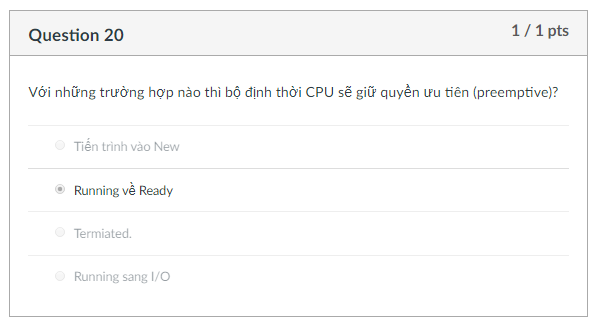 Question 20
1 / 1 pts
Với những trường hợp nào thì bộ định thời CPU sẽ giữ quyền ưu tiên (preemptive)?
Tiến trình vào New
Running về Ready
Termiated.
Running sang I/O